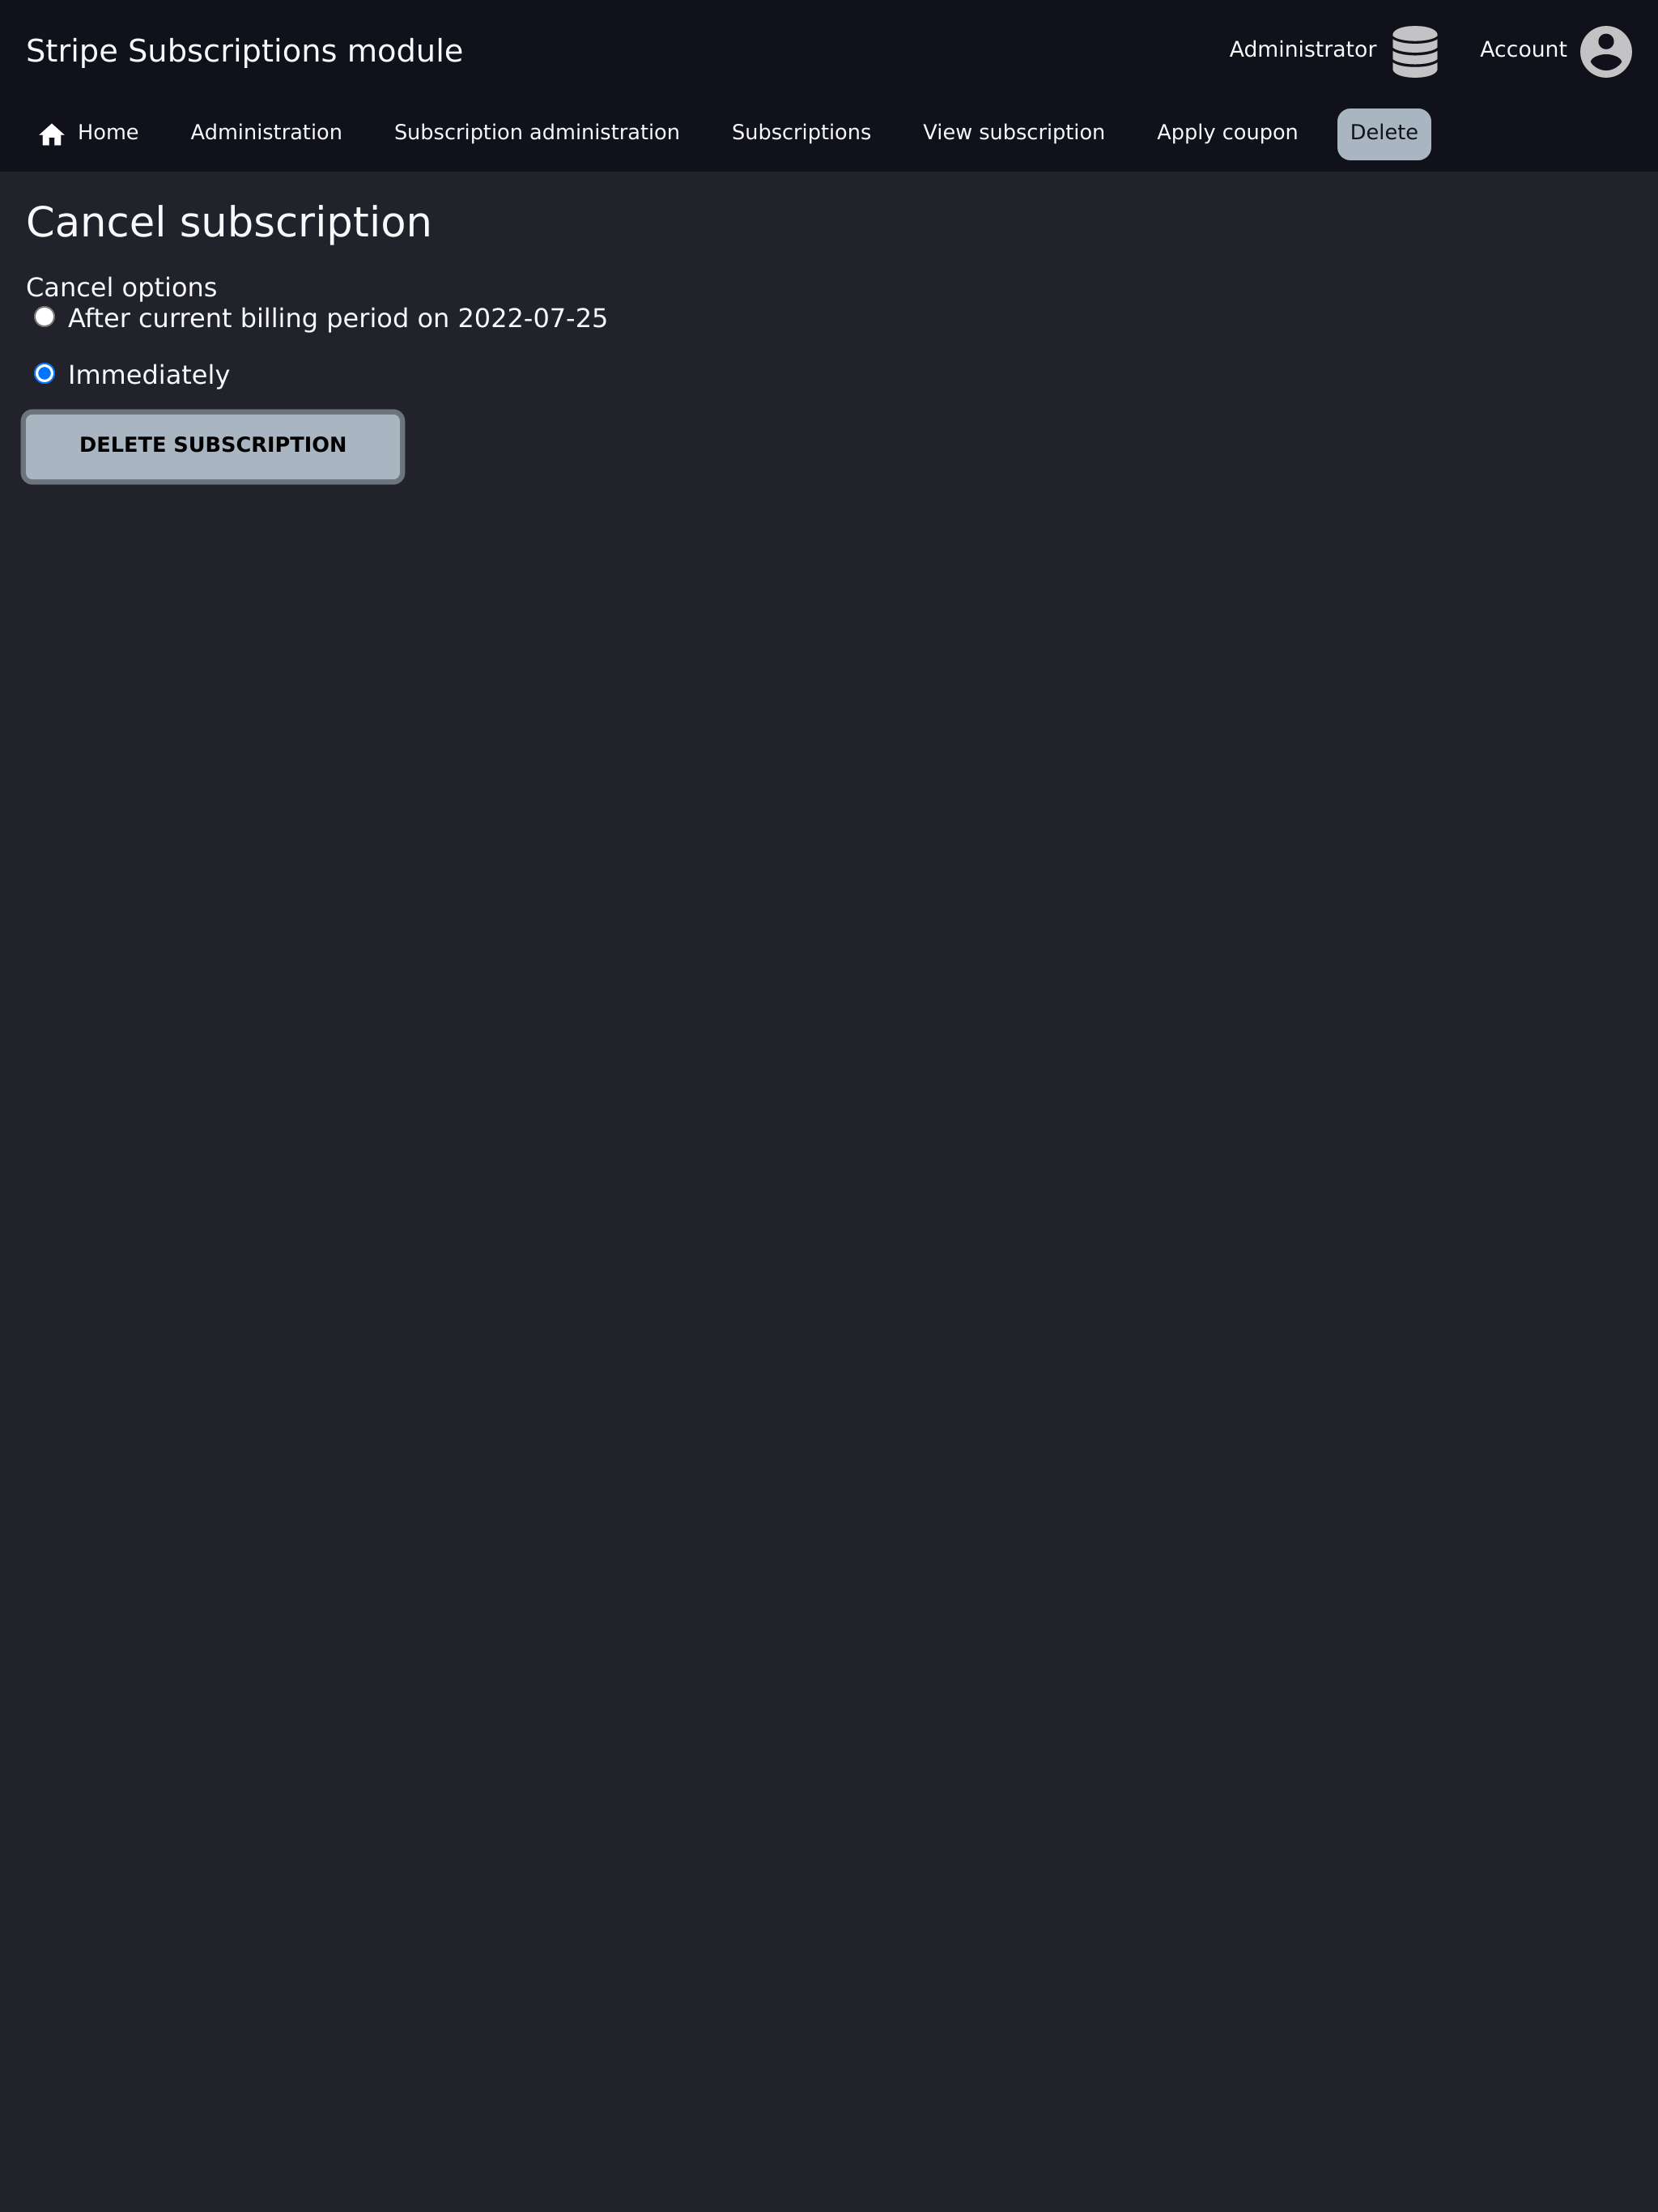 Stripe Subscriptions module
Administrator
Account
Home
Administration
Subscription administration
Subscriptions
View subscription
Apply coupon
Delete
Cancel subscription
Cancel options
After current billing period on 2022-07-25
Immediately
DELETE SUBSCRIPTION